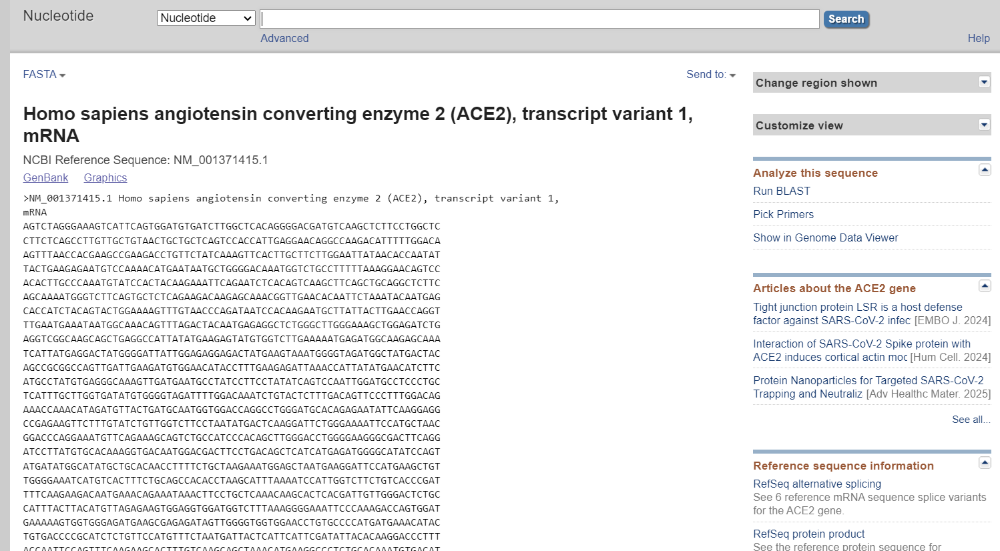 Nucleotide
Nucleotide
Search
Advanced
Help
FASTA
Send to:
Homo sapiens angiotensin converting enzyme 2 (ACE2), transcript variant 1,
mRNA
NCBI Reference Sequence: NM_001371415.1
GenBank Graphics
>NM_001371415.1 Homo sapiens angiotensin converting enzyme 2 (ACE2), transcript variant 1,
mRNA
AGTCTAGGGAAAGTCATTCAGTGGATGTGATCTTGGCTCACAGGGGACGATGTCAAGCTCTTCCTGGCTC
CTTCTCAGCCTTGTTGCTGTAACTGCTGCTCAGTCCACCATTGAGGAACAGGCCAAGACATTTTTGGACA
AGTTTAACCACGAAGCCGAAGACCTGTTCTATCAAAGTTCACTTGCTTCTTGGAATTATAACACCAATAT
TACTGAAGAGAATGTCCAAAACATGAATAATGCTGGGGACAAATGGTCTGCCTTTTTAAAGGAACAGTCC
ACACTTGCCCAAATGTATCCACTACAAGAAATTCAGAATCTCACAGTCAAGCTTCAGCTGCAGGCTCTTC
AGCAAAATGGGTCTTCAGTGCTCTCAGAAGACAAGAGCAAACGGTTGAACACAATTCTAAATACAATGAG
CACCATCTACAGTACTGGAAAAGTTTGTAACCCAGATAATCCACAAGAATGCTTATTACTTGAACCAGGT
TTGAATGAAATAATGGCAAACAGTTTAGACTACAATGAGAGGCTCTGGGCTTGGGAAAGCTGGAGATCTG
AGGTCGGCAAGCAGCTGAGGCCATTATATGAAGAGTATGTGGTCTTGAAAAATGAGATGGCAAGAGCAAA
TCATTATGAGGACTATGGGGATTATTGGAGAGGAGACTATGAAGTAAATGGGGTAGATGGCTATGACTAC
AGCCGCGGCCAGTTGATTGAAGATGTGGAACATACCTTTGAAGAGATTAAACCATTATATGAACATCTTC
ATGCCTATGTGAGGGCAAAGTTGATGAATGCCTATCCTTCCTATATCAGTCCAATTGGATGCCTCCCTGC
TCATTTGCTTGGTGATATGTGGGGTAGATTTTGGACAAATCTGTACTCTTTGACAGTTCCCTTTGGACAG
AAACCAAACATAGATGTTACTGATGCAATGGTGGACCAGGCCTGGGATGCACAGAGAATATTCAAGGAGG
CCGAGAAGTTCTTTGTATCTGTTGGTCTTCCTAATATGACTCAAGGATTCTGGGAAAATTCCATGCTAAC
GGACCCAGGAAATGTTCAGAAAGCAGTCTGCCATCCCACAGCTTGGGACCTGGGGAAGGGCGACTTCAGG
ATCCTTATGTGCACAAAGGTGACAATGGACGACTTCCTGACAGCTCATCATGAGATGGGGCATATCCAGT
ATGATATGGCATATGCTGCACAACCTTTTCTGCTAAGAAATGGAGCTAATGAAGGATTCCATGAAGCTGT
TGGGGAAATCATGTCACTTTCTGCAGCCACACCTAAGCATTTAAAATCCATTGGTCTTCTGTCACCCGAT
TTTCAAGAAGACAATGAAACAGAAATAAACTTCCTGCTCAAACAAGCACTCACGATTGTTGGGACTCTGC
CATTTACTTACATGTTAGAGAAGTGGAGGTGGATGGTCTTTAAAGGGGAAATTCCCAAAGACCAGTGGAT
GAAAAAGTGGTGGGAGATGAAGCGAGAGATAGTTGGGGTGGTGGAACCTGTGCCCCATGATGAAACATAC
TGTGACCCCGCATCTCTGTTCCATGTTTCTAATGATTACTCATTCATTCGATATTACACAAGGACCCTTT
ACCAATTCCAGTTTCAAGAAGCACTTTGTCAAGCAGCTAAACATGAAGGCCCTCTGCACAAATGTGACAT
Change region shown
Customize view
Analyze this sequence
Run BLAST
Pick Primers
Show in Genome Data Viewer
Articles about the ACE2 gene
Tight junction protein LSR is a host defense
factor against SARS-CoV-2 infec [EMBO J. 2024]
Interaction of SARS-CoV-2 Spike protein with
ACE2 induces cortical actin moc [Hum Cell. 2024]
Protein Nanoparticles for Targeted SARS-CoV-2
Trapping and Neutraliz [Adv Healthc Mater. 2025]
See all...
Reference sequence information
RefSeq alternative splicing
See 6 reference mRNA sequence splice variants
for the ACE2 gene.
RefSeq protein product
See the reference protein sequence for